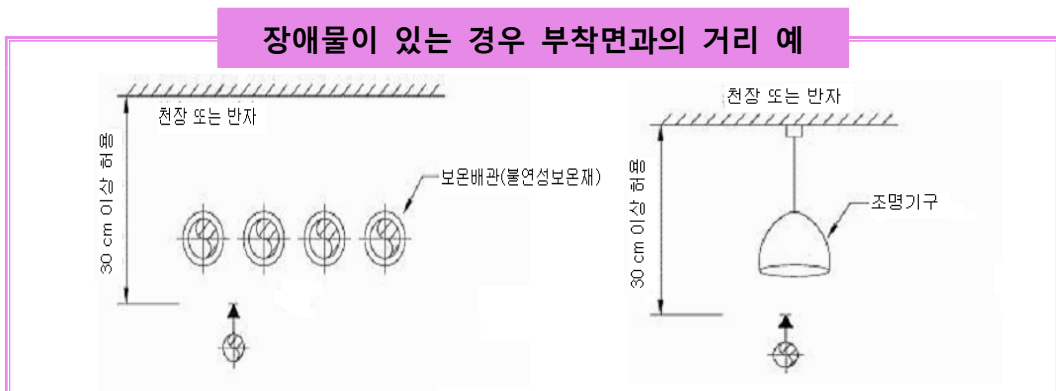 장애물이 있는 경우 부착면과의 거리 예
천장 또는 반자
30 cm 이상 허용
보온배관(불연성보온재)
천장 또는 반자
30 cm 이상 허용
조명기구